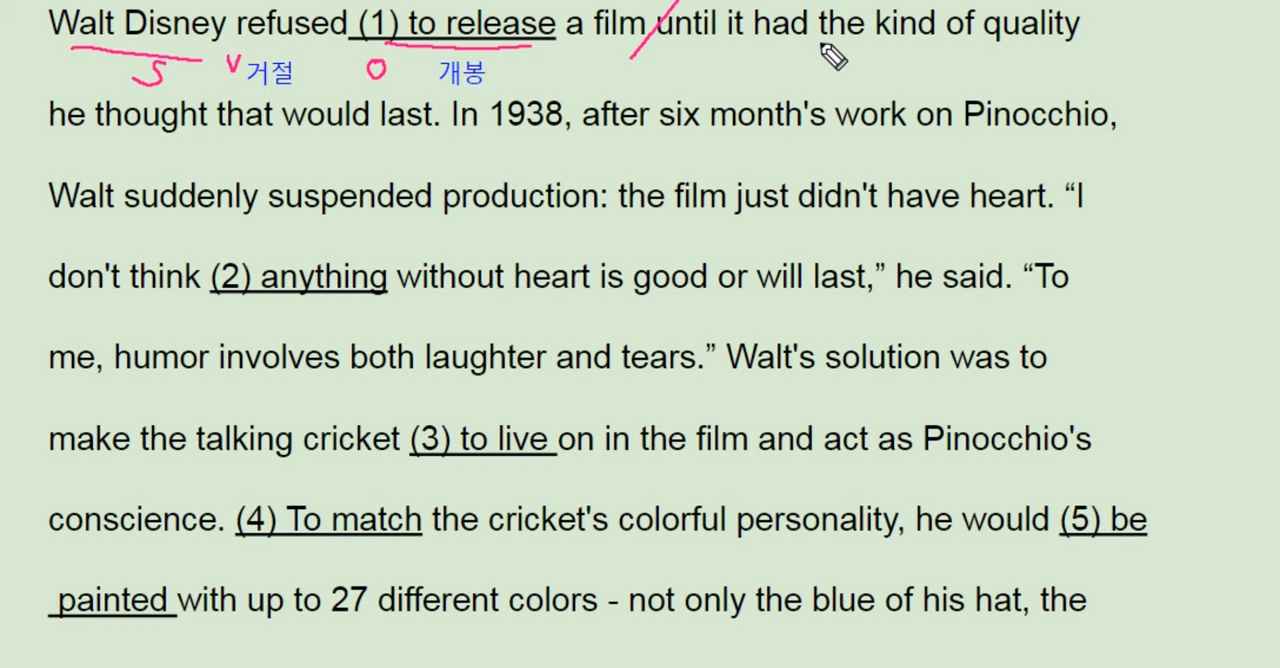 Walt Disney refused (1) to release a film until it had the kind of quality
S V 거절 O 개봉
he thought that would last. In 1938, after six month's work on Pinocchio,
Walt suddenly suspended production: the film just didn't have heart. “I
don't think (2) anything without heart is good or will last,” he said. “To
me, humor involves both laughter and tears.” Walt's solution was to
make the talking cricket (3) to live on in the film and act as Pinocchio's
conscience. (4) To match the cricket's colorful personality, he would (5) be
painted with up to 27 different colors - not only the blue of his hat, the